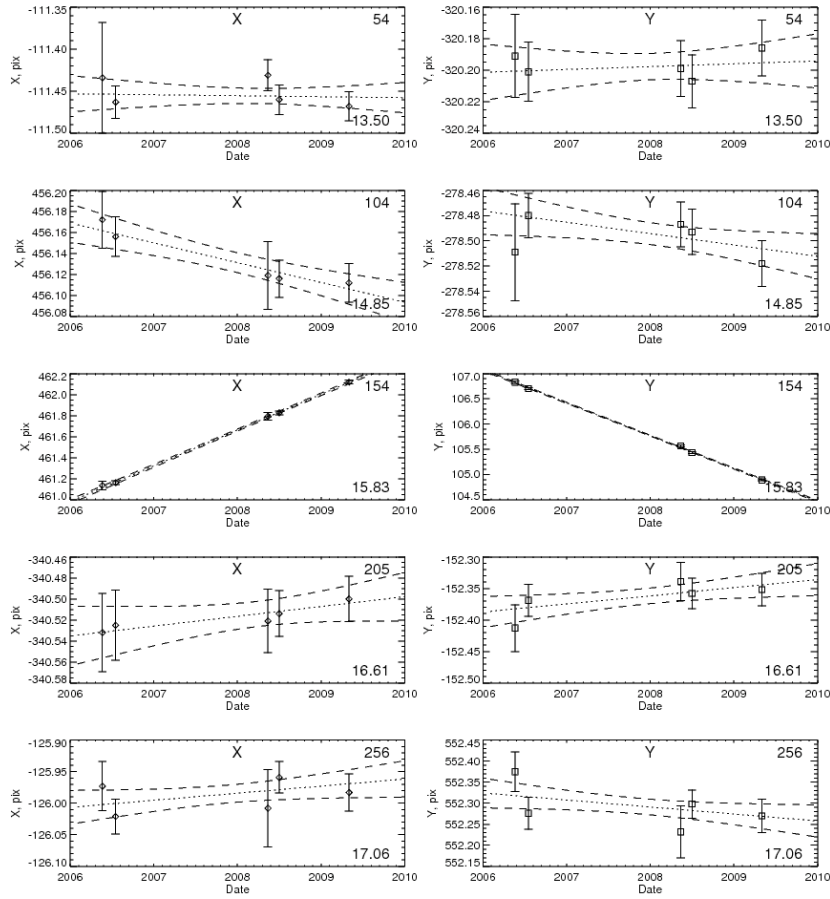 -111.35 X 54
-111.40
X, pix
-111.45
-111.50 13.50
2006 2007 2008 2009 2010
Date
-320.16 Y 54
-320.18
Y, pix
-320.20
-320.22
-320.24 13.50
2006 2007 2008 2009 2010
Date
456.20 X 104
456.18
456.16
X, pix
456.14
456.12
456.10 14.85
456.08
2006 2007 2008 2009 2010
Date
-278.46 Y 104
-278.48
Y, pix
-278.50
-278.52
-278.54 14.85
-278.56
2006 2007 2008 2009 2010
Date
462.2 X 154
462.0
461.8
X, pix
461.6
461.4
461.2 15.83
461.0
2006 2007 2008 2009 2010
Date
107.0 Y 154
106.5
106.0
Y, pix
105.5
105.0 15.83
104.5
2006 2007 2008 2009 2010
Date
-340.46 X 205
-340.48
-340.50
X, pix
-340.52
-340.54
-340.56 16.61
-340.58
2006 2007 2008 2009 2010
Date
-152.30 Y 205
-152.35
Y, pix
-152.40
-152.45 16.61
-152.50
2006 2007 2008 2009 2010
Date
-125.90 X 256
-125.95
X, pix
-126.00
-126.05 17.06
-126.10
2006 2007 2008 2009 2010
Date
552.45 Y 256
552.40
552.35
Y, pix
552.30
552.25
552.20 17.06
552.15
2006 2007 2008 2009 2010
Date